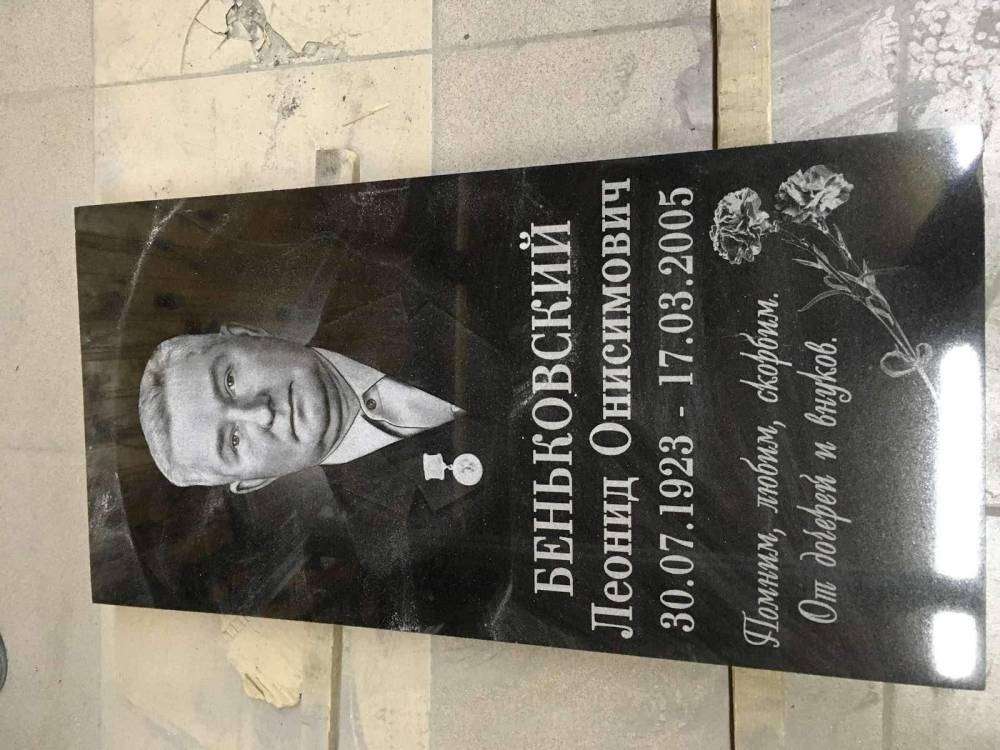 БЕНЬКОВСКИЙ
Леонид Онисимович
30.07.1923 - 17.03.2005
Помним, любим, скорбим.
От дочерей и внуков.